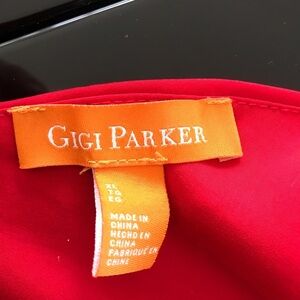 GIGI PARKER
XL
TG
EG
MADE IN
CHINA
HECHO EN
CHINA
FABRIQUÉ EN
CHINE